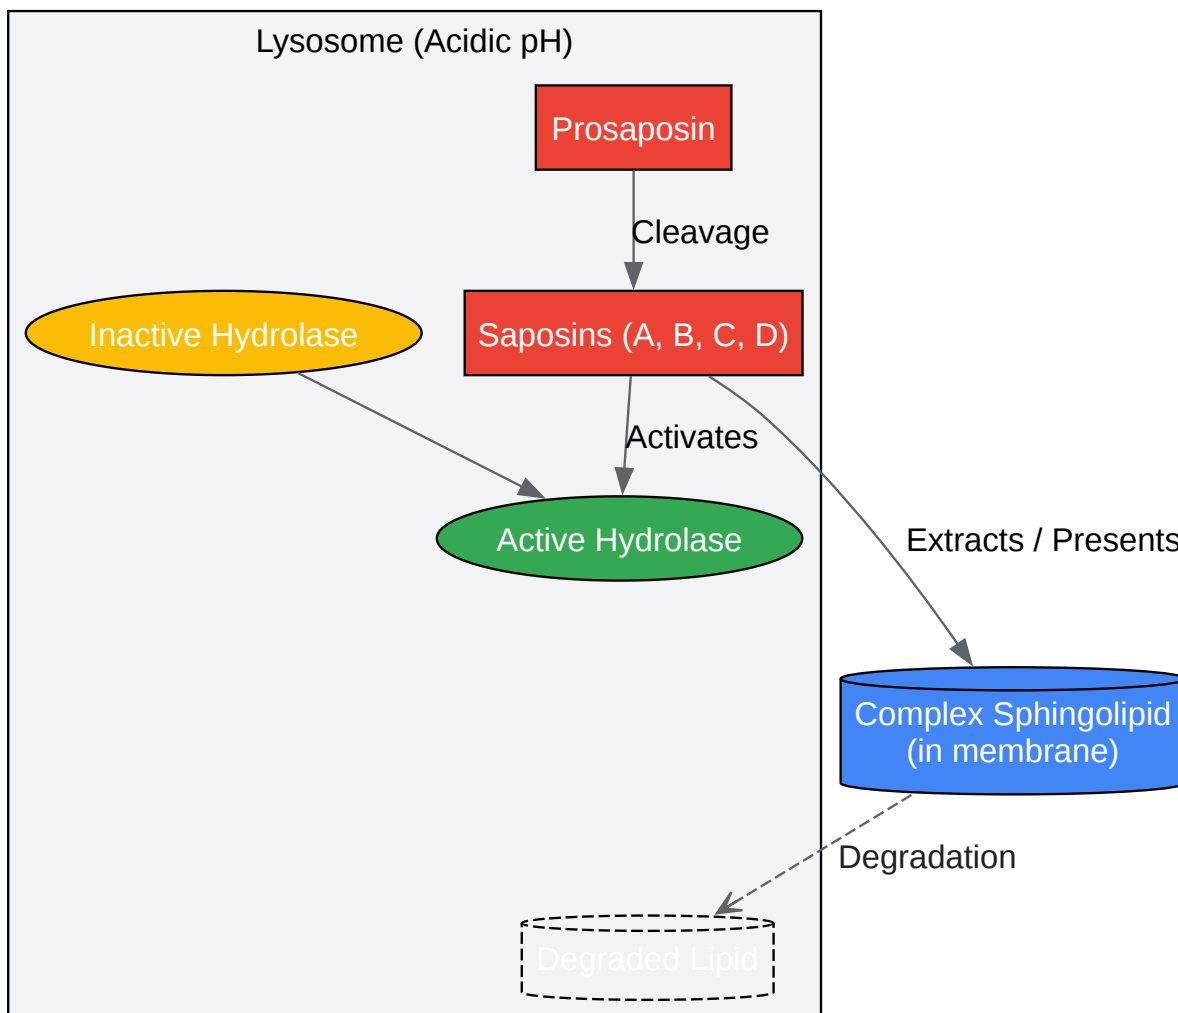 Lysosome (Acidic pH)
Prosaposin
Cleavage
Inactive Hydrolase
Saposins (A, B, C, D)
Activates
Active Hydrolase
Extracts / Presents
Complex Sphingolipid
(in membrane)
Degradation
Degraded Lipid